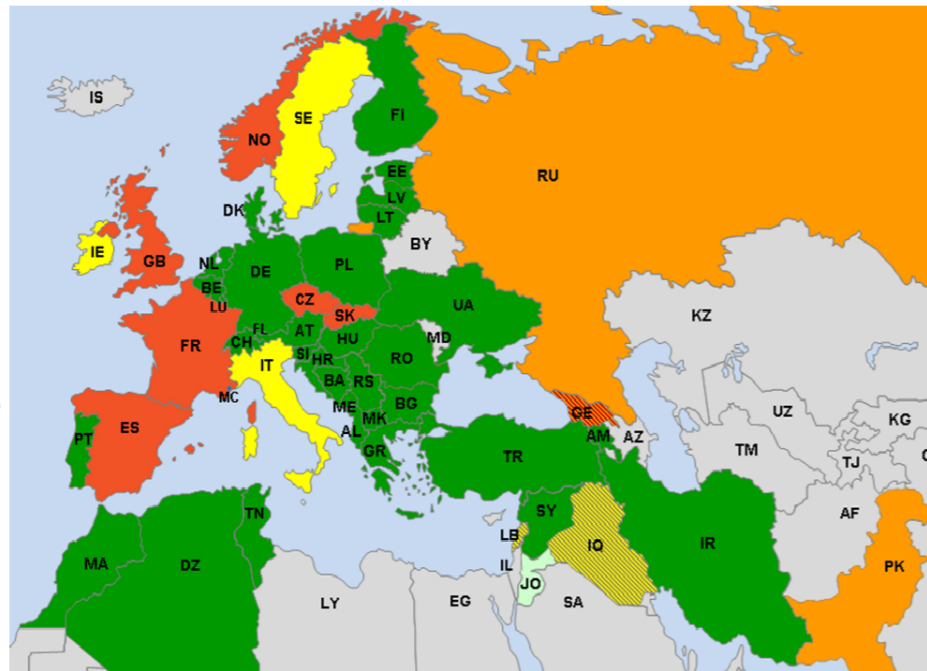 IS
NO
SE
FI
RU
EE
LV
LT
DK
BY
IE
GB
NL
BE
DE
PL
LU
CZ
SK
UA
KZ
FR
FL
CH
AT
HU
MD
RO
SI
HR
IT
BA
RS
MC
ME
MK
BG
AL
GR
PT
ES
GE
AM
AZ
UZ
KG
TM
TJ
TR
AF
TN
SY
LB
IQ
IR
IL
JO
PK
MA
DZ
LY
EG
SA